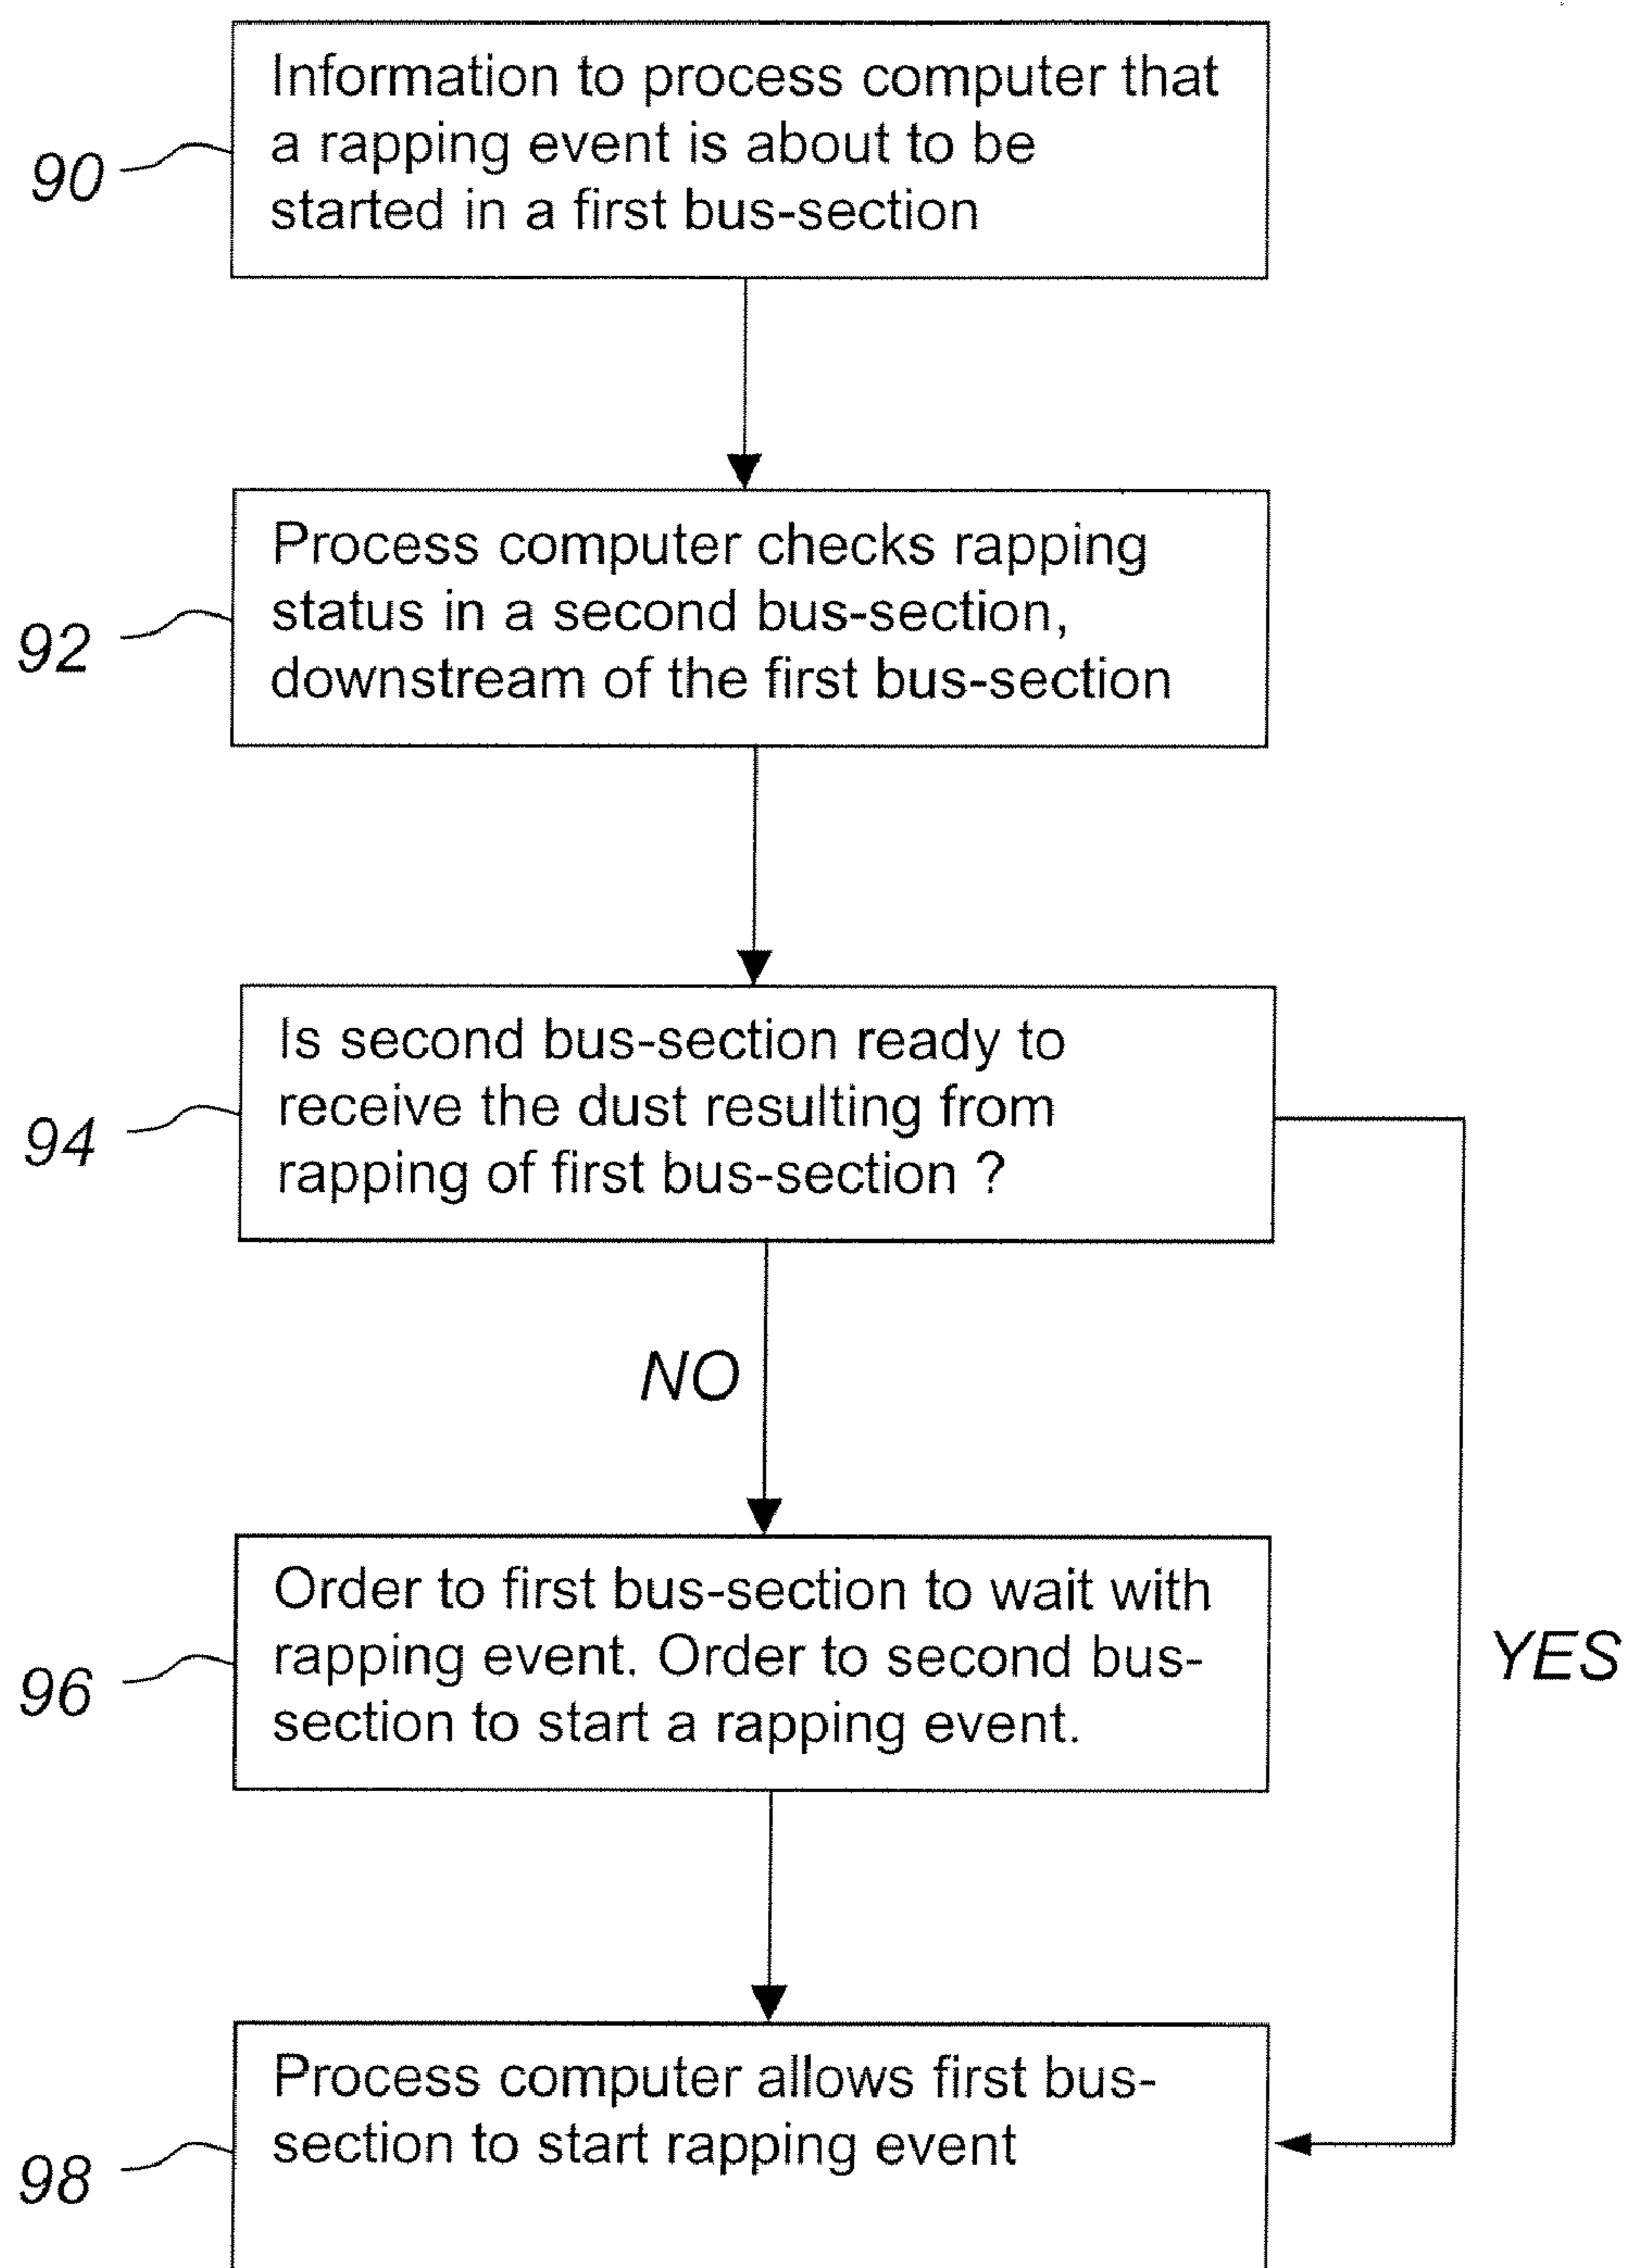 Information to process computer that
a rapping event is about to be
started in a first bus-section
90
Process computer checks rapping
status in a second bus-section,
downstream of the first bus-section
92
Is second bus-section ready to
receive the dust resulting from
rapping of first bus-section ?
94
NO
Order to first bus-section to wait with
rapping event. Order to second bus-
section to start a rapping event.
96
YES
Process computer allows first bus-
section to start rapping event
98